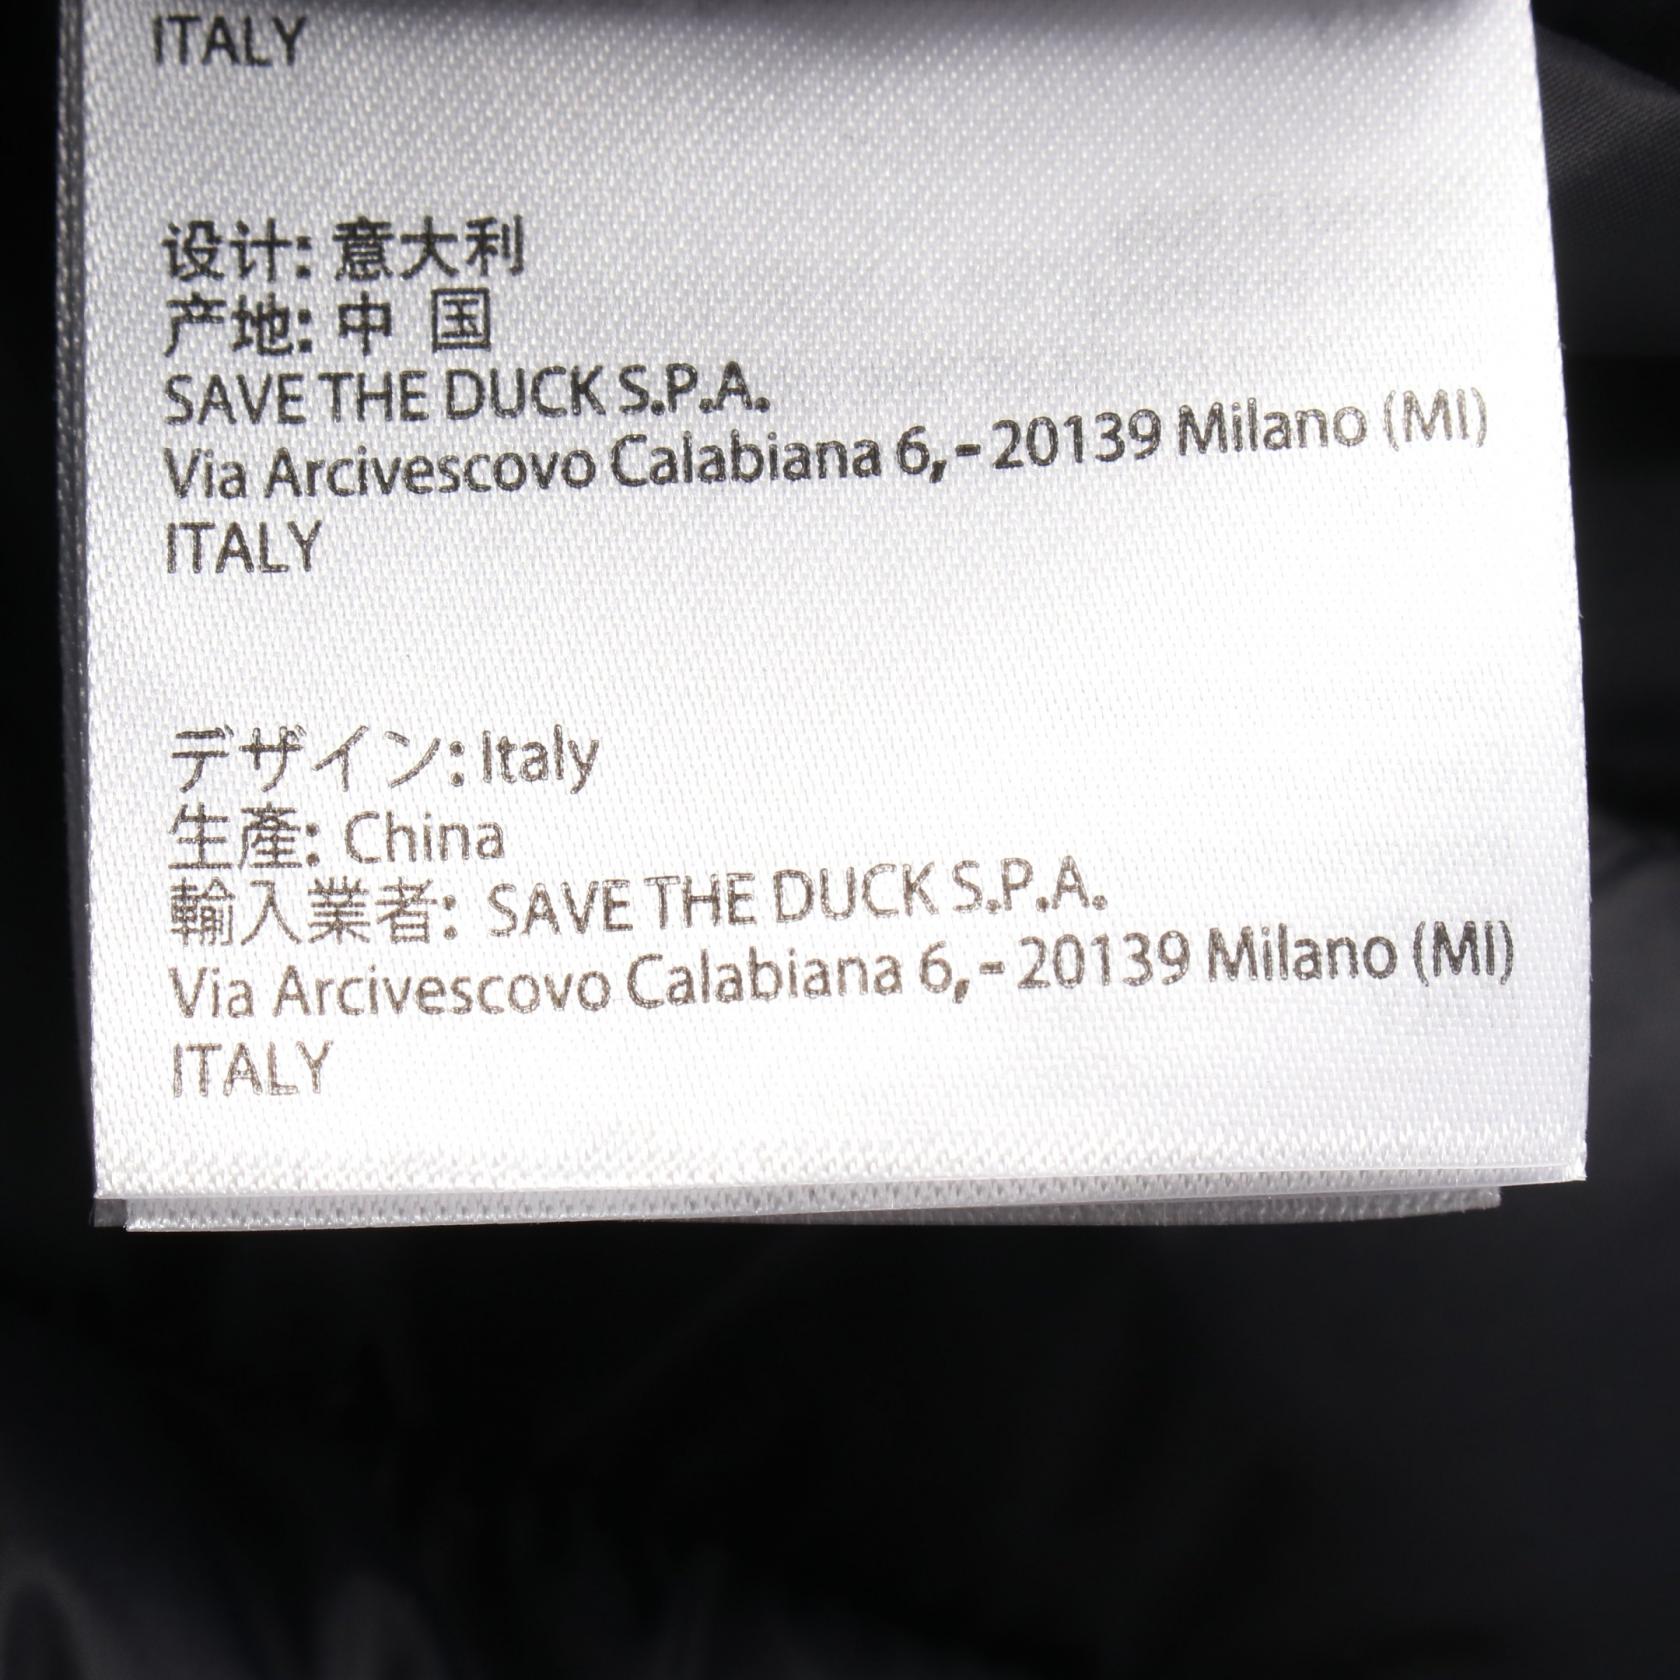 ITALY
设计: 意大利
产地: 中 国
SAVE THE DUCK S.P.A.
Via Arcivescovo Calabiana 6,- 20139 Milano (MI)
ITALY
デザイン: Italy
生產: China
輸入業者: SAVE THE DUCK S.P.A.
Via Arcivescovo Calabiana 6,- 20139 Milano (MI)
ITALY